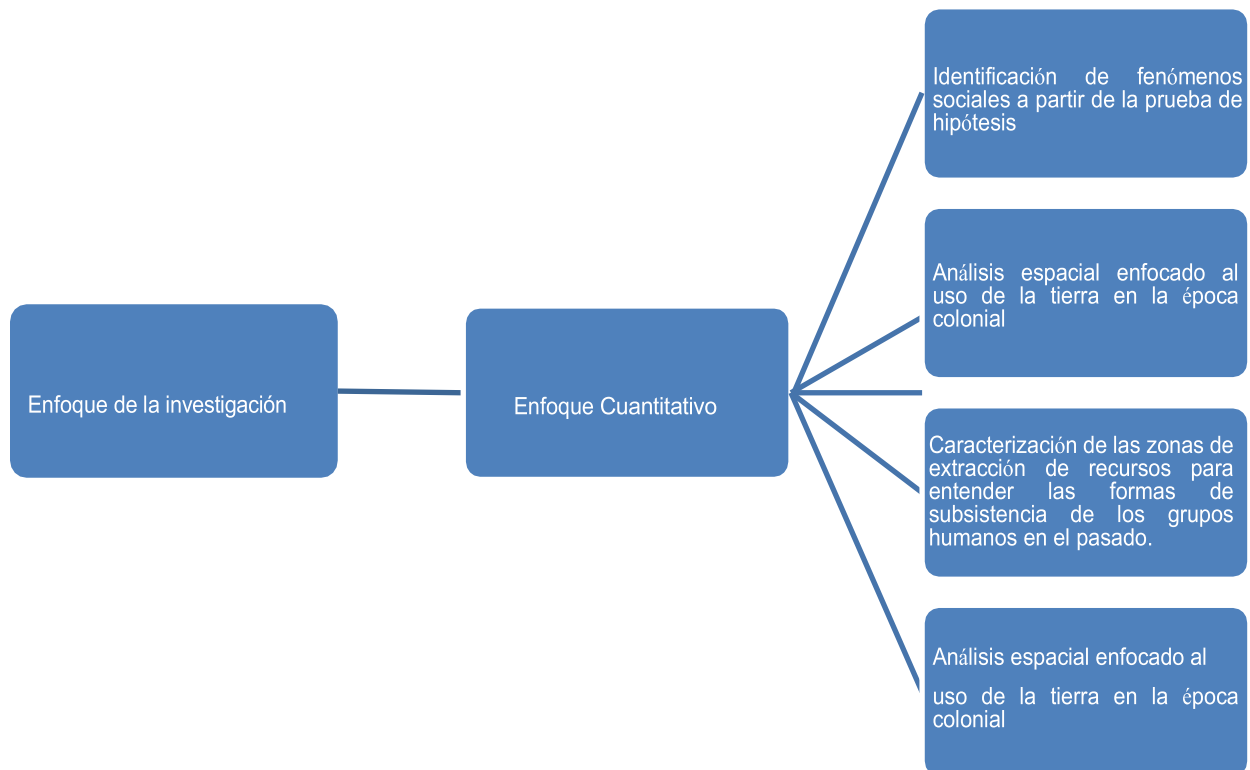 Enfoque de la investigación
Enfoque Cuantitativo
Identificación de fenómenos
sociales a partir de la prueba de
hipótesis
Análisis espacial enfocado al
uso de la tierra en la época
colonial
Caracterización de las zonas de
extracción de recursos para
entender las formas de
subsistencia de los grupos
humanos en el pasado.
Análisis espacial enfocado al
uso de la tierra en la época
colonial